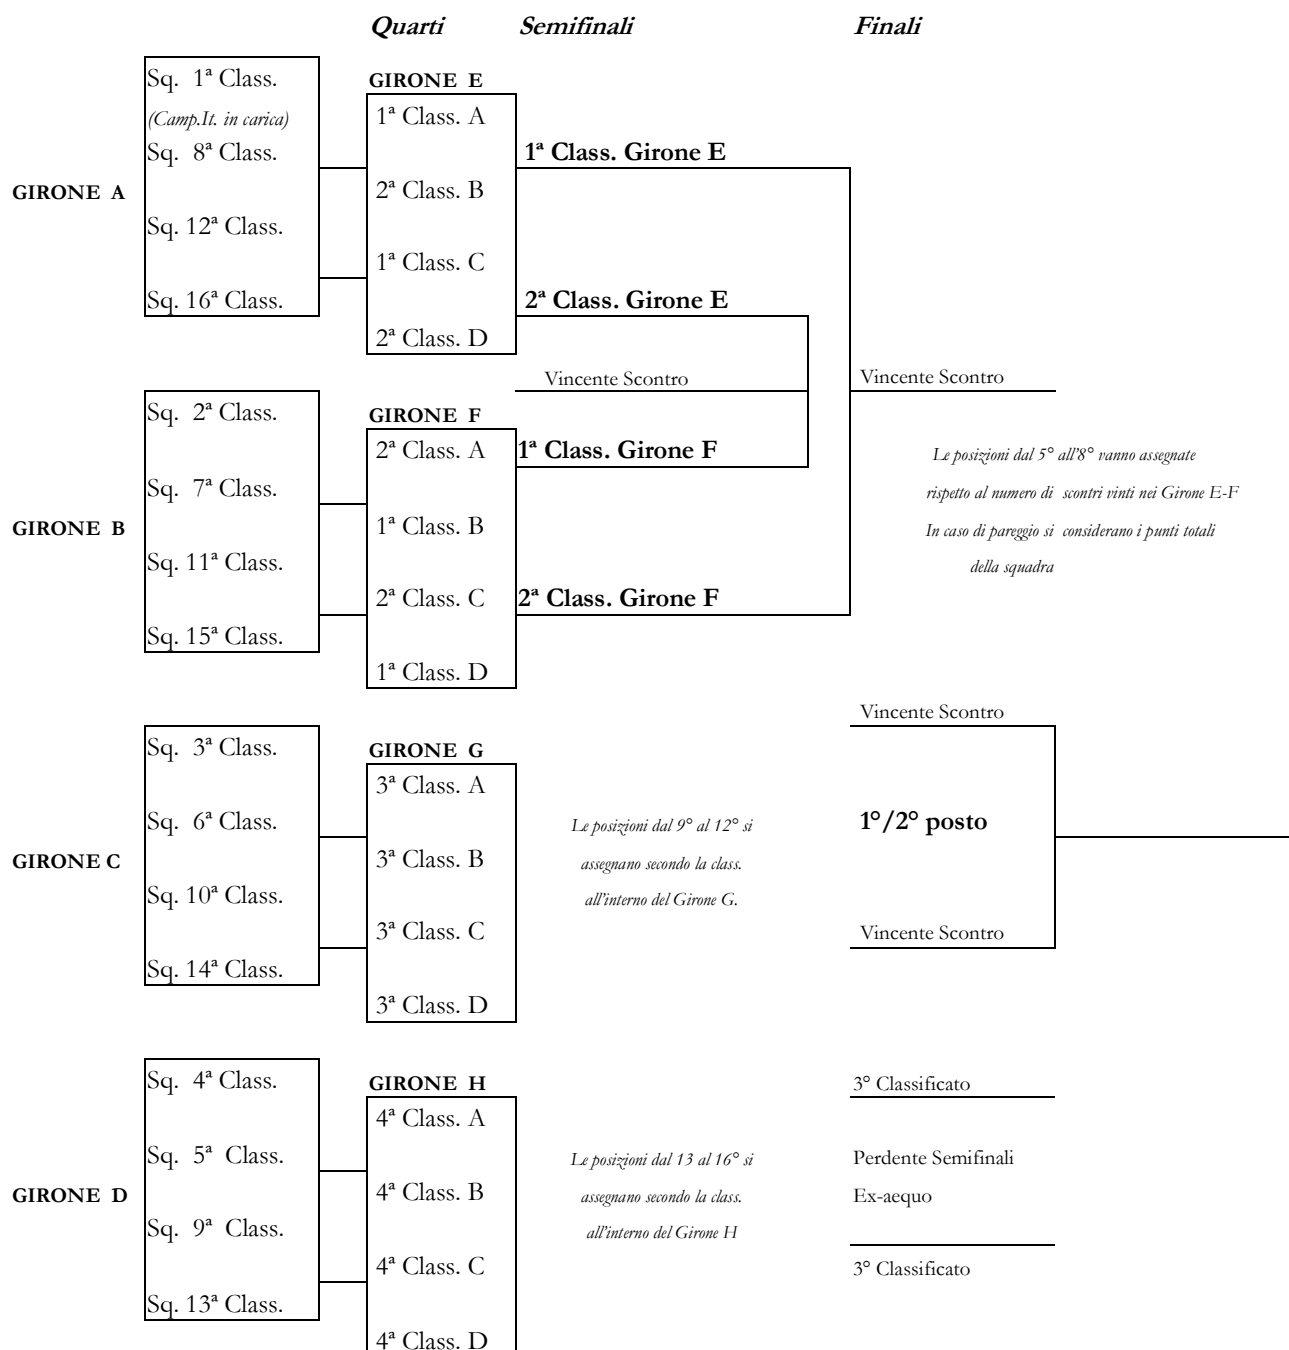 Quarti
Semifinali
Finali
GIRONE A
Sq. 1ª Class.
(Camp.It. in carica)
Sq. 8ª Class.
Sq. 12ª Class.
Sq. 16ª Class.
GIRONE E
1ª Class. A
2ª Class. B
1ª Class. C
2ª Class. D
1ª Class. Girone E
2ª Class. Girone E
Vincente Scontro
Vincente Scontro
GIRONE B
Sq. 2ª Class.
Sq. 7ª Class.
Sq. 11ª Class.
Sq. 15ª Class.
GIRONE F
2ª Class. A
1ª Class. B
2ª Class. C
1ª Class. D
1ª Class. Girone F
2ª Class. Girone F
Le posizioni dal 5° all'8° vanno assegnate
rispetto al numero di scontri vinti nei Girone E-F
In caso di pareggio si considerano i punti totali
della squadra
GIRONE C
Sq. 3ª Class.
Sq. 6ª Class.
Sq. 10ª Class.
Sq. 14ª Class.
GIRONE G
3ª Class. A
3ª Class. B
3ª Class. C
3ª Class. D
Le posizioni dal 9° al 12° si
assegnano secondo la class.
all'interno del Girone G.
Vincente Scontro
1°/2° posto
Vincente Scontro
GIRONE D
Sq. 4ª Class.
Sq. 5ª Class.
Sq. 9ª Class.
Sq. 13ª Class.
GIRONE H
4ª Class. A
4ª Class. B
4ª Class. C
4ª Class. D
Le posizioni dal 13 al 16° si
assegnano secondo la class.
all'interno del Girone H
3° Classificato
Perdente Semifinali
Ex-aequo
3° Classificato